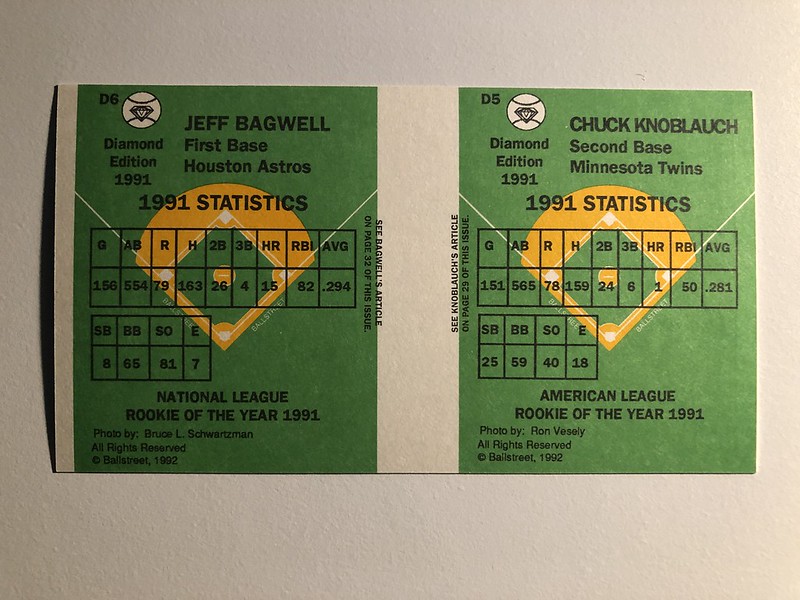 D6
Diamond
Edition
1991
JEFF BAGWELL
First Base
Houston Astros
1991 STATISTICS
G AB R H 2B 3B HR RBI AVG
156 554 79 163 26 4 15 82 .294
SB BB SO E
8 65 81 7
BALLSTREET
BALLSTREET
NATIONAL LEAGUE
ROOKIE OF THE YEAR 1991
Photo by: Bruce L. Schwartzman
All Rights Reserved
© Ballstreet, 1992
SEE BAGWELL'S ARTICLE
ON PAGE 32 OF THIS ISSUE.
SEE KNOBLAUCH'S ARTICLE
ON PAGE 29 OF THIS ISSUE.
D5
Diamond
Edition
1991
CHUCK KNOBLAUCH
Second Base
Minnesota Twins
1991 STATISTICS
G AB R H 2B 3B HR RBI AVG
151 565 78 159 24 6 1 50 .281
SB BB SO E
25 59 40 18
BALLSTREET
BALLSTREET
AMERICAN LEAGUE
ROOKIE OF THE YEAR 1991
Photo by: Ron Vesely
All Rights Reserved
© Ballstreet, 1992